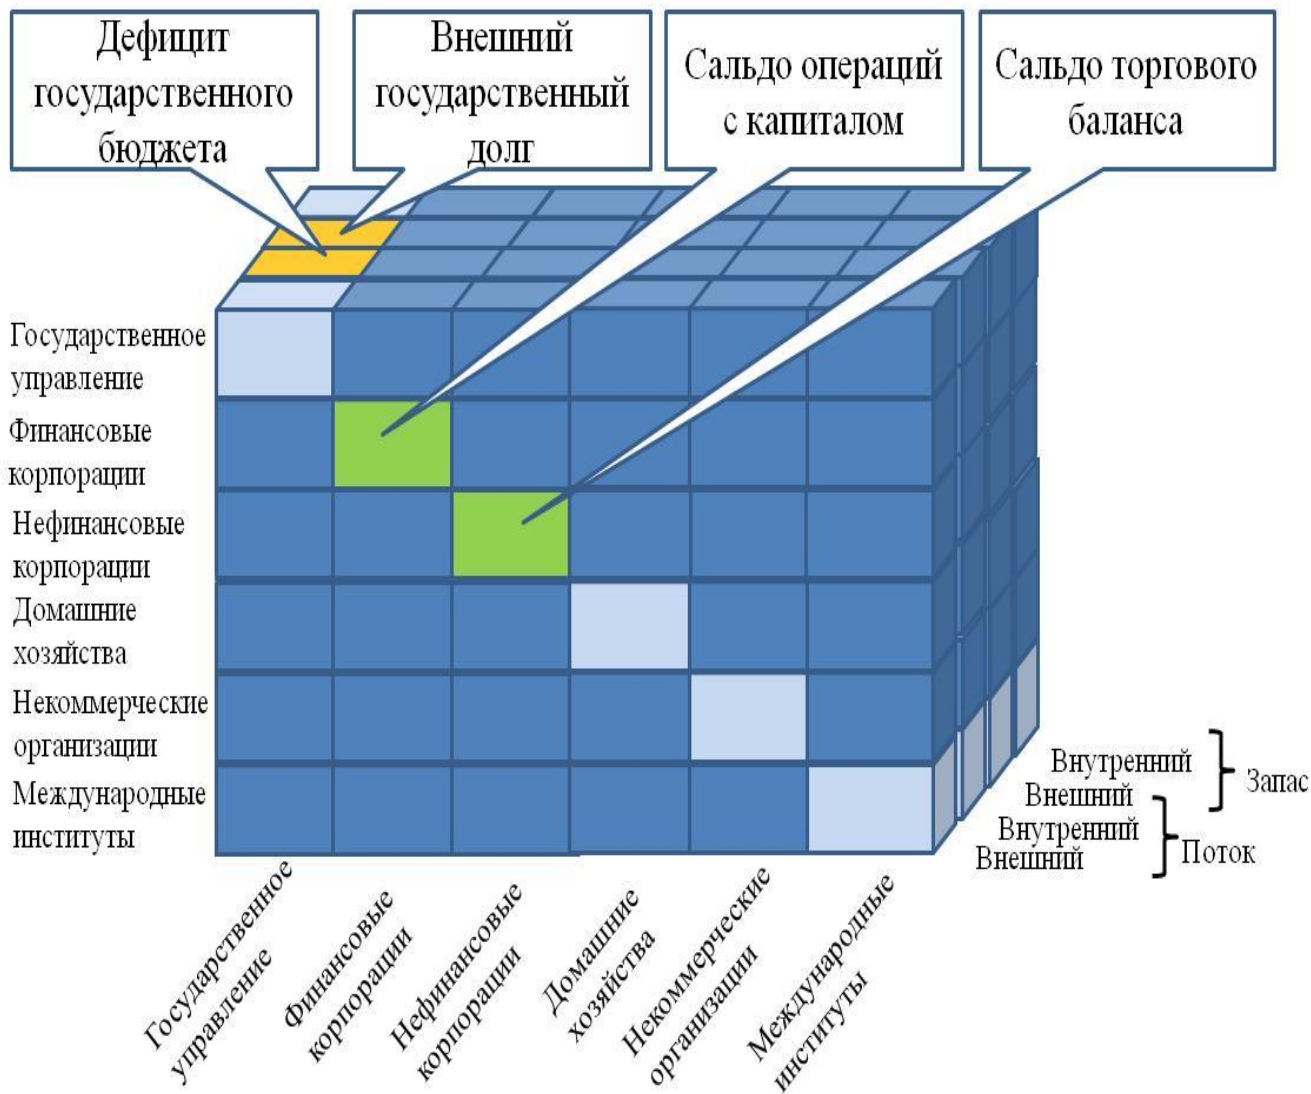 Дефицит
государственного
бюджета
Внешний
государственный
долг
Сальдо операций
с капиталом
Сальдо торгового
баланса
Государственное
управление
Финансовые
корпорации
Нефинансовые
корпорации
Домашние
хозяйства
Некоммерческие
организации
Международные
институты
Внутренний
Внешний
Запас
Внутренний
Внешний
Поток
Государственное
управление
Финансовые
корпорации
Нефинансовые
корпорации
Домашние
хозяйства
Некоммерческие
организации
Международные
институты